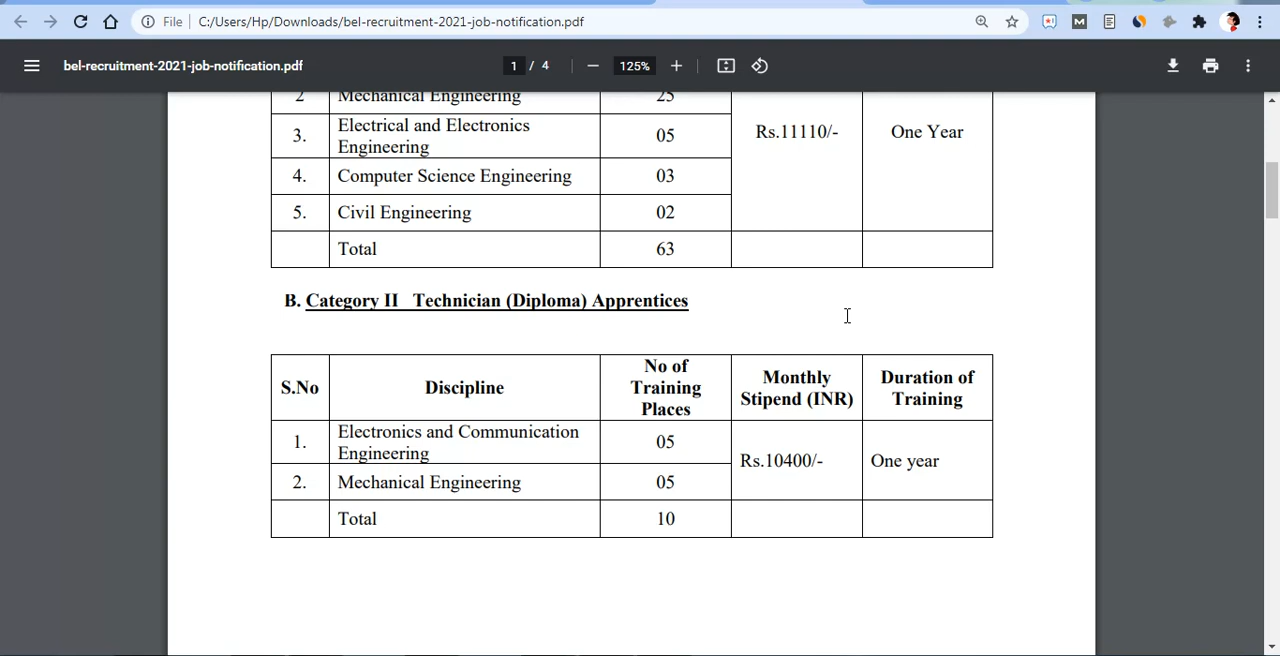 File
C:/Users/Hp/Downloads/bel-recruitment-2021-job-notification.pdf
bel-recruitment-2021-job-notification.pdf
1 / 4
125%
2 Mechanical Engineering 25
3. Electrical and Electronics
Engineering 05 Rs.11110/- One Year
4. Computer Science Engineering 03
5. Civil Engineering 02
Total 63
B. Category II Technician (Diploma) Apprentices
S.No Discipline No of
Training
Places Monthly
Stipend (INR) Duration of
Training
1. Electronics and Communication
Engineering 05 Rs.10400/- One year
2. Mechanical Engineering 05
Total 10